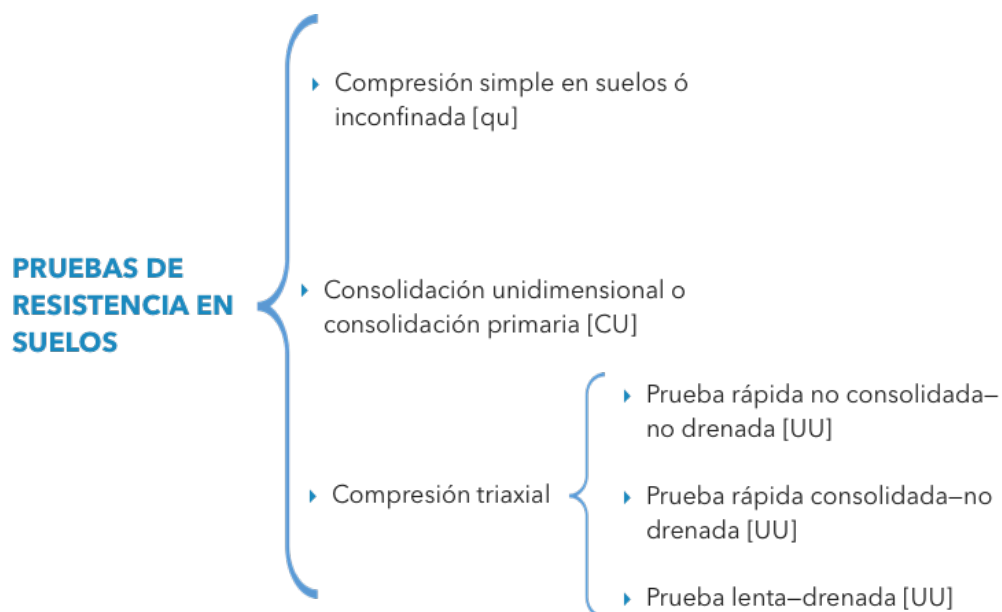 PRUEBAS DE
RESISTENCIA EN
SUELOS
Compresión simple en suelos ó
inconfinada [qu]
Consolidación unidimensional o
consolidación primaria [CU]
Compresión triaxial
Prueba rápida no consolidada—
no drenada [UU]
Prueba rápida consolidada—no
drenada [UU]
Prueba lenta—drenada [UU]